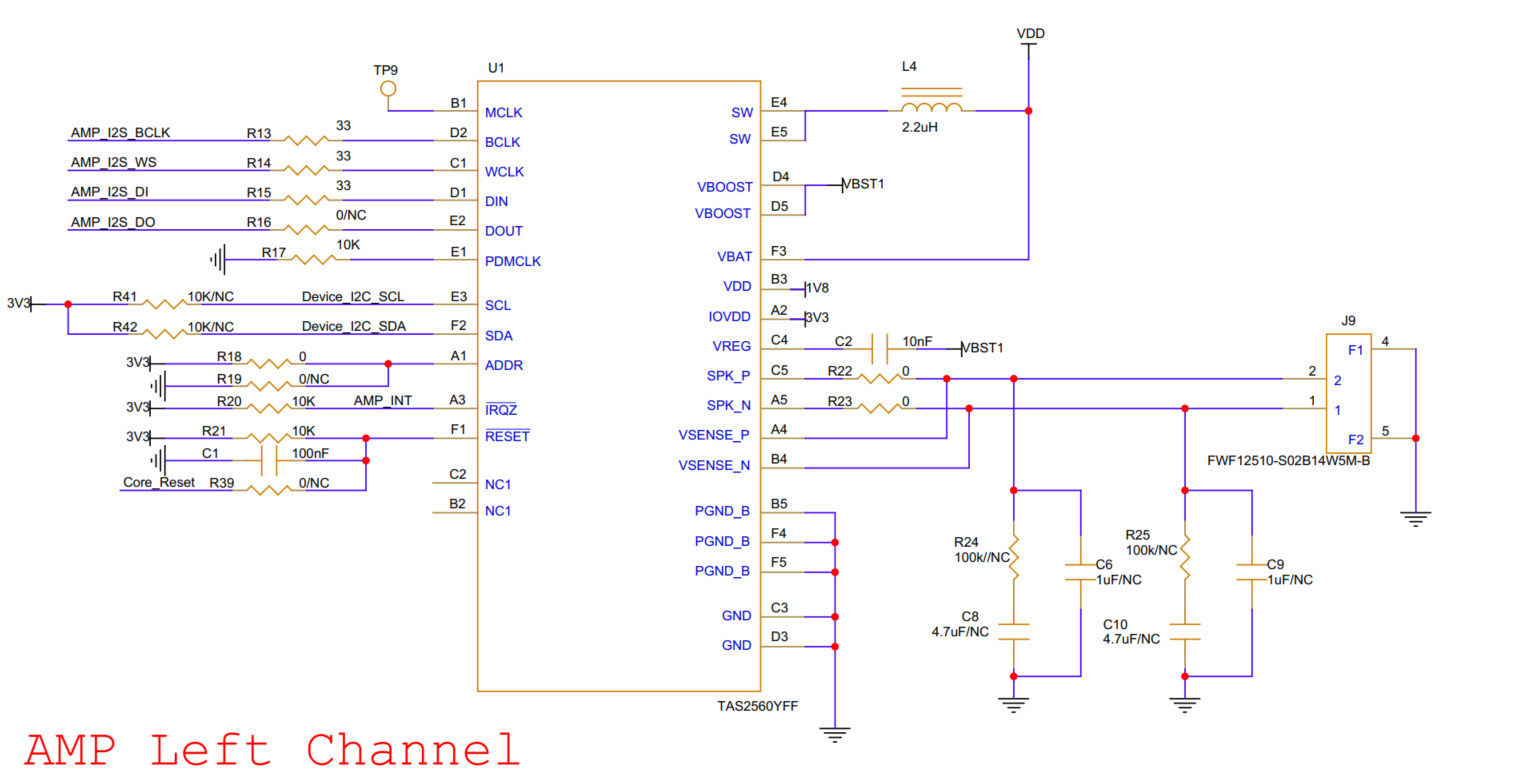 VDD
TP9
U1
L4
2.2uH
B1
MCLK
AMP_I2S_BCLK R13 33 D2 BCLK
AMP_I2S_WS R14 33 C1 WCLK
AMP_I2S_DI R15 33 D1 DIN
AMP_I2S_DO R16 0/NC E2 DOUT
R17 10K E1 PDMCLK
3V3 R41 10K/NC Device_I2C_SCL E3 SCL
R42 10K/NC Device_I2C_SDA F2 SDA
3V3 R18 0 A1 ADDR
R19 0/NC
3V3 R20 10K AMP_INT A3 IRQZ
3V3 R21 10K F1 RESET
C1 100nF
Core_Reset R39 0/NC
C2 NC1
B2 NC1
SW E4
SW E5
VBOOST D4 VBST1
VBOOST D5
VBAT F3
VDD B3 1V8
IOVDD A2 3V3
VREG C4 C2 10nF VBST1
SPK_P C5 R22 0
SPK_N A5 R23 0
VSENSE_P A4
VSENSE_N B4
PGND_B B5
PGND_B F4
PGND_B F5
GND C3
GND D3
TAS2560YFF
J9
F1 4
2 2
1 1
F2 5
FWF12510-S02B14W5M-B
R24
100k//NC
C6
1uF/NC
C8
4.7uF/NC
R25
100k/NC
C9
1uF/NC
C10
4.7uF/NC
AMP Left Channel